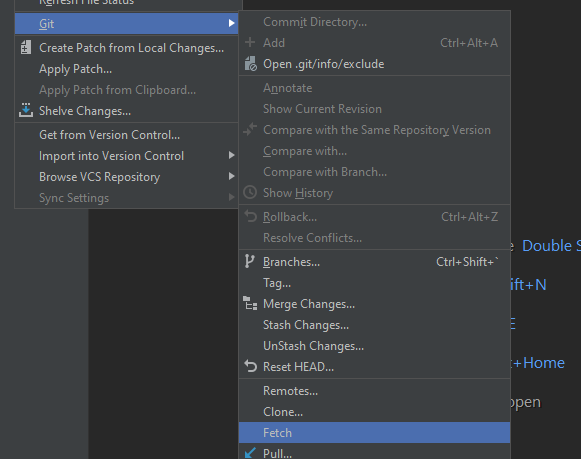 Refresh File Status
Git
Create Patch from Local Changes...
Apply Patch...
Apply Patch from Clipboard...
Shelve Changes...
Get from Version Control...
Import into Version Control
Browse VCS Repository
Sync Settings
Commit Directory...
Add Ctrl+Alt+A
Open .git/info/exclude
Annotate
Show Current Revision
Compare with the Same Repository Version
Compare with...
Compare with Branch...
Show History
Rollback... Ctrl+Alt+Z
Resolve Conflicts...
Branches... Ctrl+Shift+`
Tag...
Merge Changes...
Stash Changes...
UnStash Changes...
Reset HEAD...
Remotes...
Clone...
Fetch
Pull...
e Double S
ift+N
E
+Home
open